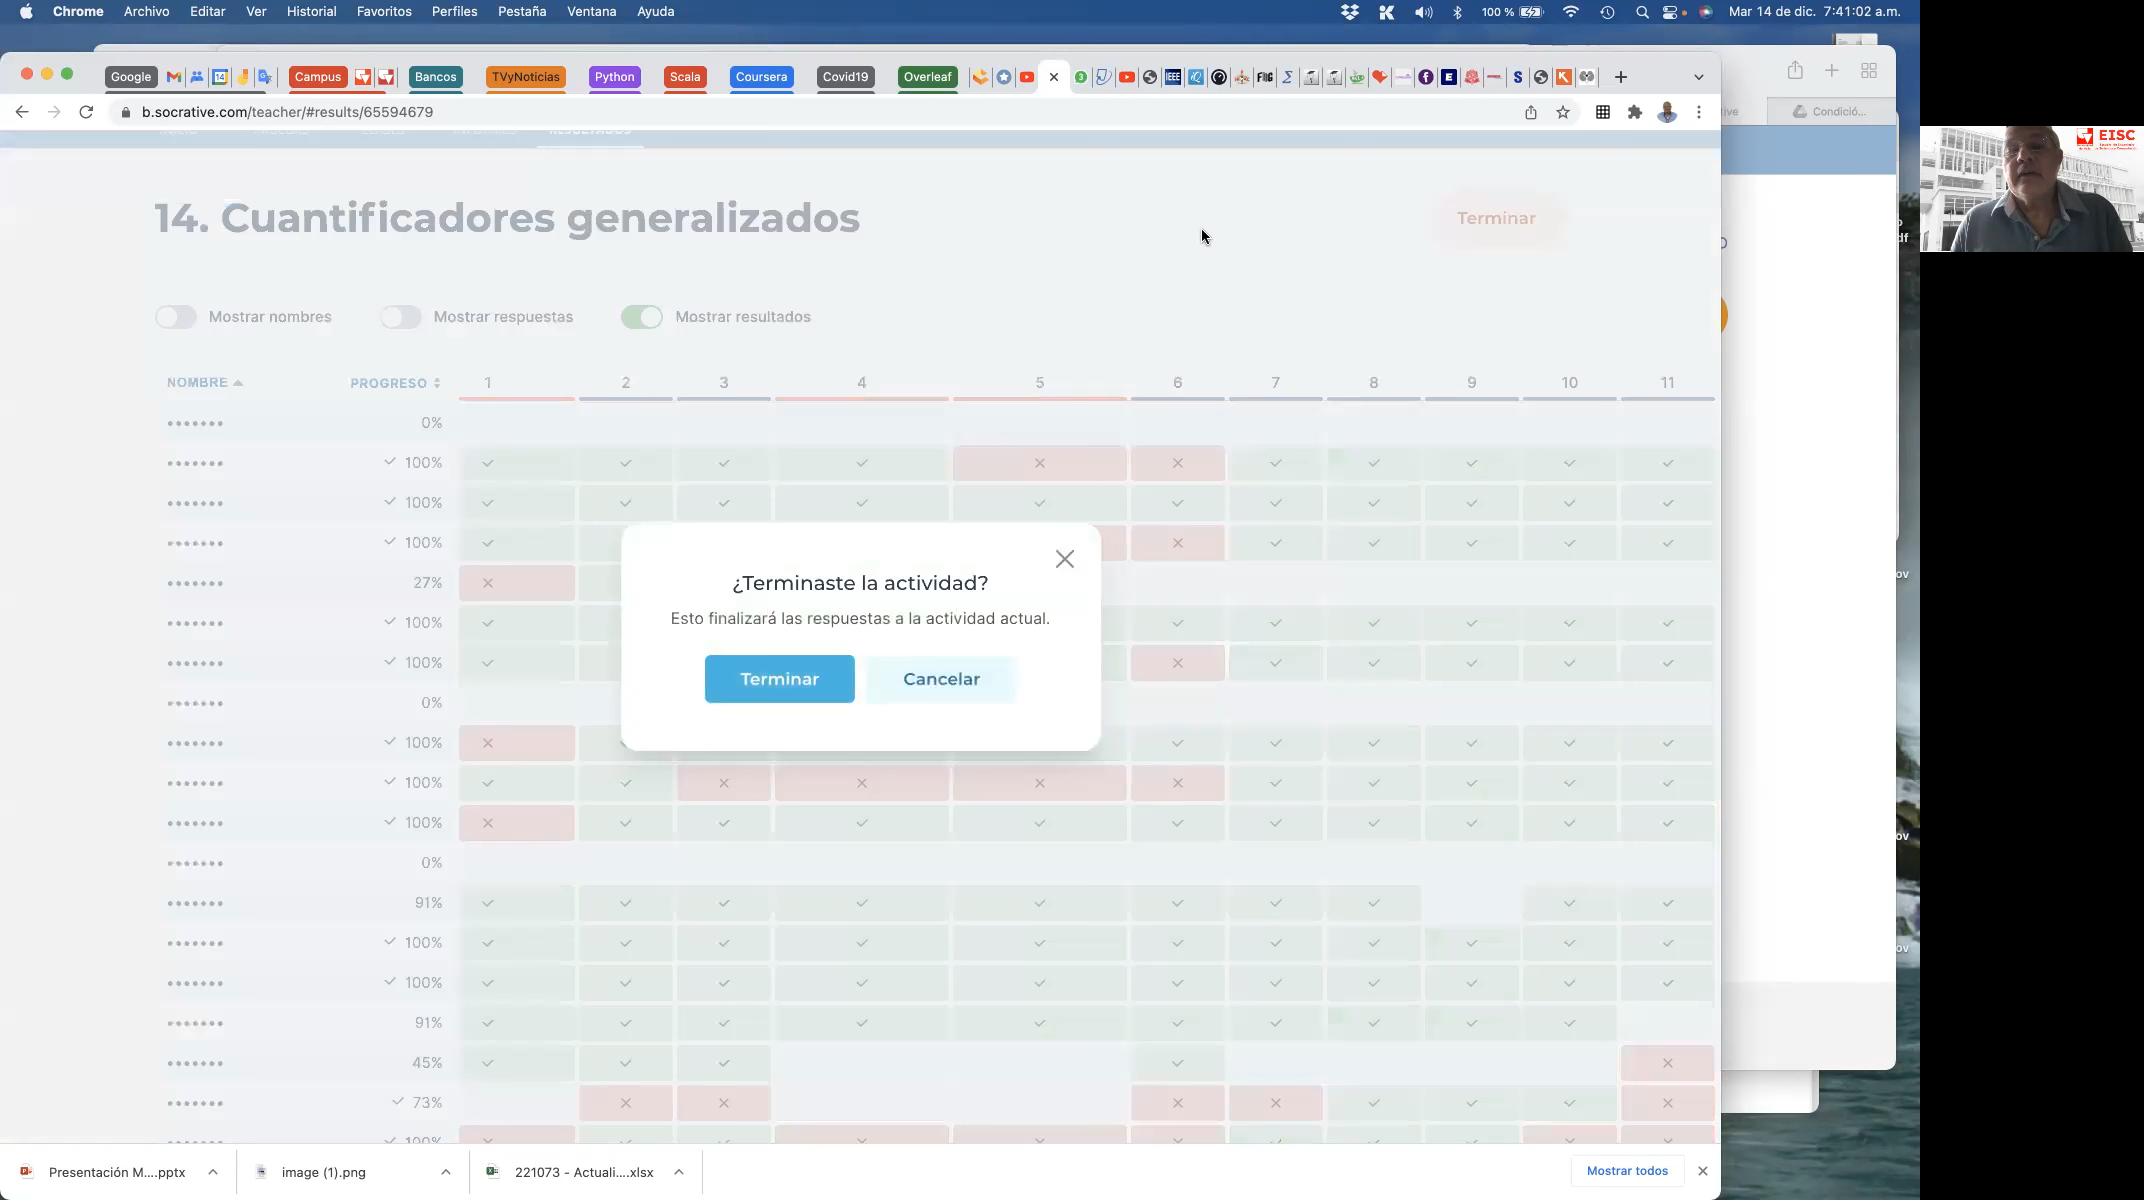 Chrome Archivo Editar Ver Historial Favoritos Perfiles Pestaña Ventana Ayuda 100 % Mar 14 de dic. 7:41:02 a.m.
Google Campus Bancos TVyNoticias Python Scala Coursera Covid19 Overleaf
b.socrative.com/teacher/#results/65594679
Condició...
EISC
RESULTADOS
14. Cuantificadores generalizados
Terminar
Mostrar nombres Mostrar respuestas Mostrar resultados
NOMBRE PROGRESO 1 2 3 4 5 6 7 8 9 10 11
0%
100%
100%
100%
27%
100%
100%
0%
100%
100%
100%
0%
91%
100%
100%
91%
45%
73%
100%
¿Terminaste la actividad?
Esto finalizará las respuestas a la actividad actual.
Terminar Cancelar
Presentación M....pptx image (1).png 221073 - Actuali....xlsx Mostrar todos